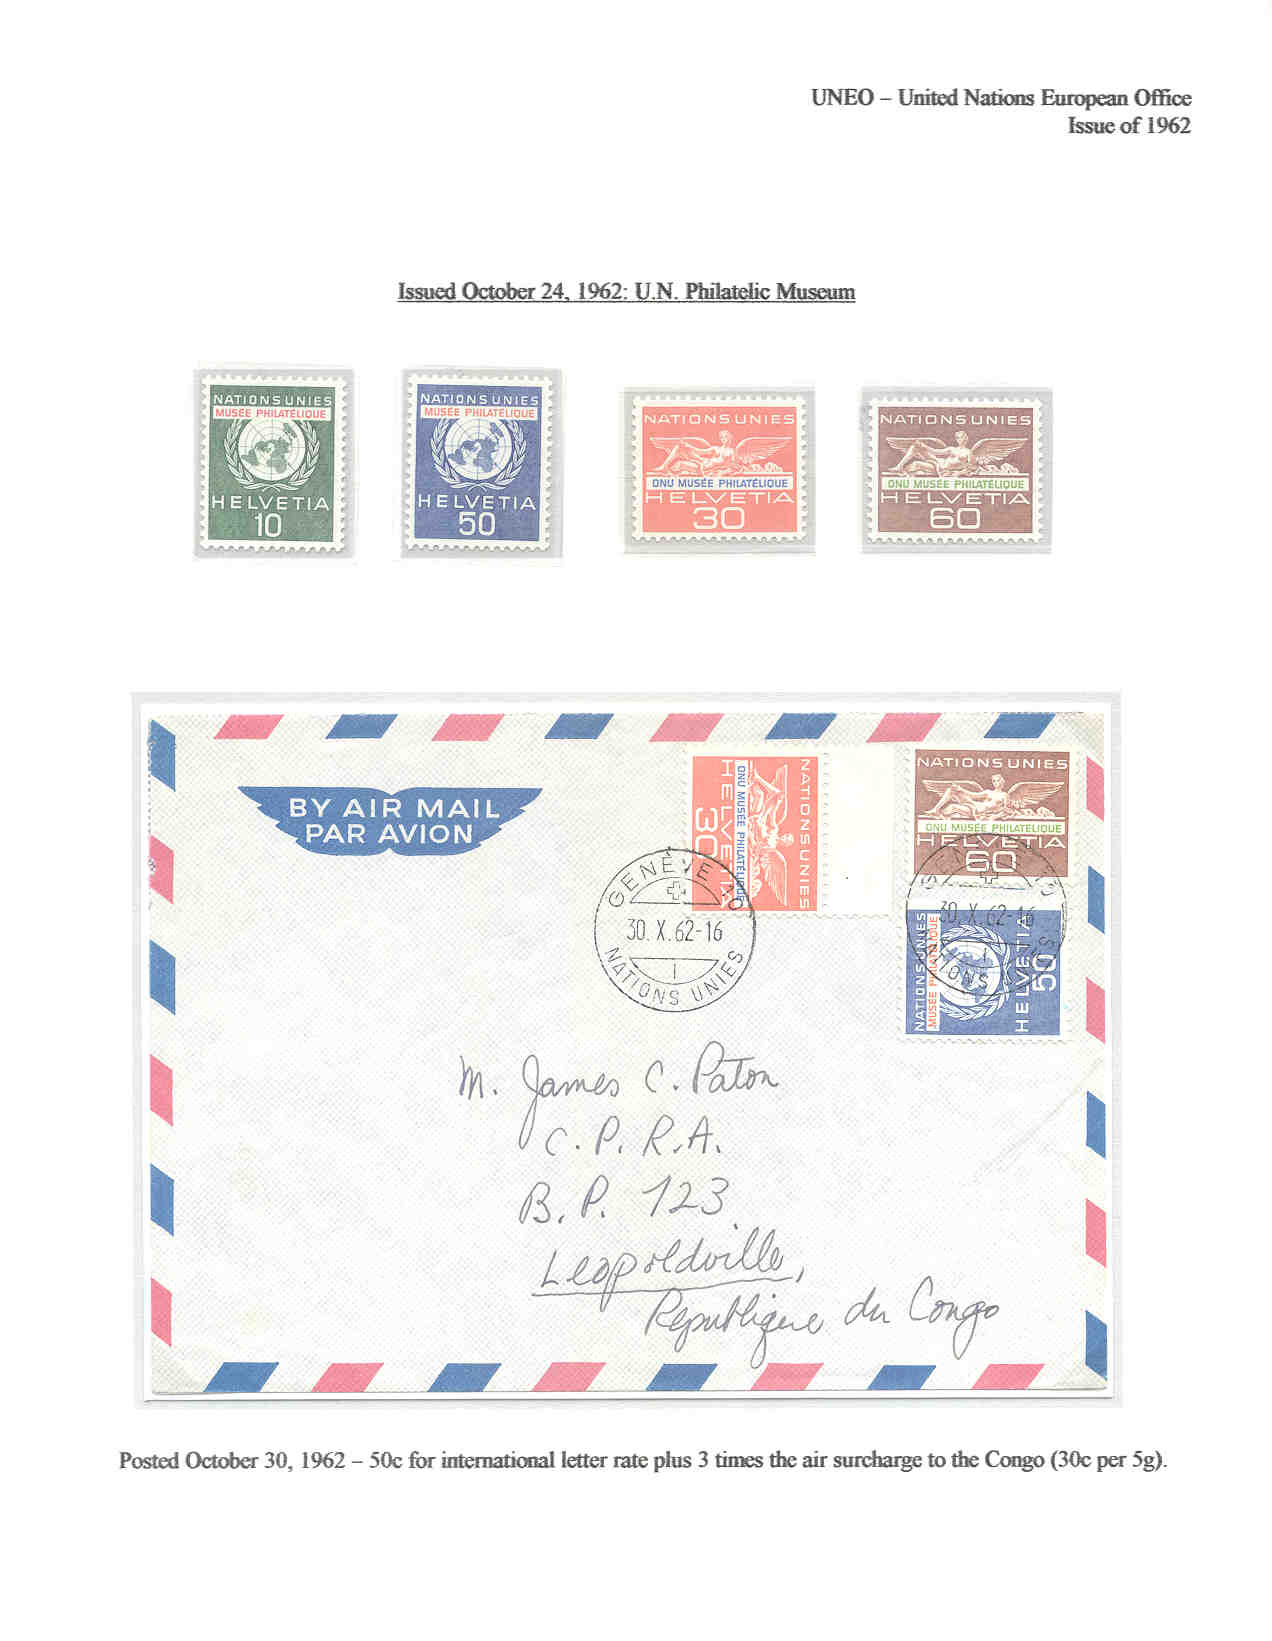 UNEO – United Nations European Office
Issue of 1962
Issued October 24, 1962: U.N. Philatelic Museum
NATIONS UNIES
MUSÉE PHILATÉLIQUE
HELVETIA
10
NATIONS UNIES
MUSÉE PHILATÉLIQUE
HELVETIA
50
NATIONS UNIES
ONU MUSÉE PHILATÉLIQUE
HELVETIA
30
NATIONS UNIES
ONU MUSÉE PHILATÉLIQUE
HELVETIA
60
BY AIR MAIL
PAR AVION
NATIONS UNIES
ONU MUSÉE PHILATÉLIQUE
HELVETIA
30
NATIONS UNIES
ONU MUSÉE PHILATÉLIQUE
HELVETIA
60
GENÈVE 10
30.X.62-16
1
NATIONS UNIES
30.X.62-16
1
NATIONS
NATIONS UNIES
MUSÉE PHILATÉLIQUE
HELVETIA
50
M. James C. Paton
C.P.R.A.
B.P. 123
Leopoldville,
Republique du Congo
Posted October 30, 1962 – 50c for international letter rate plus 3 times the air surcharge to the Congo (30c per 5g).